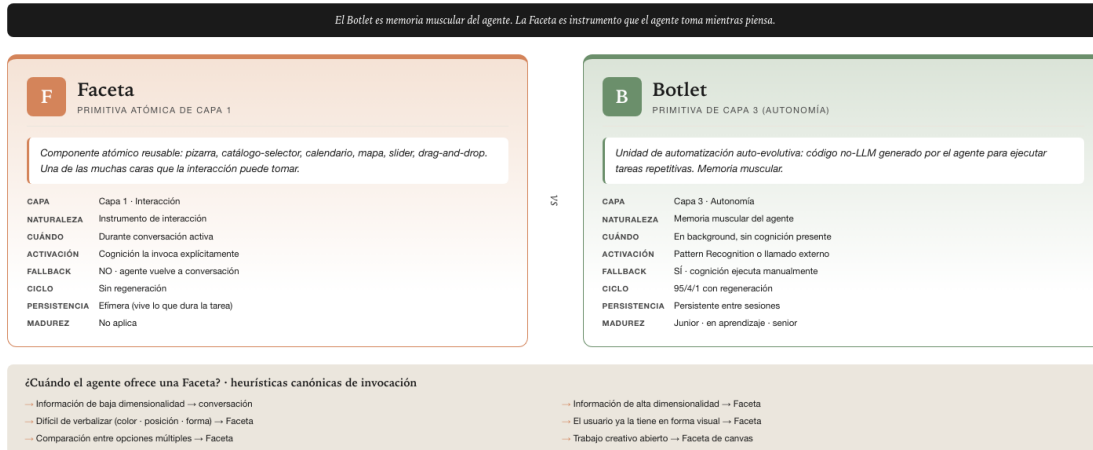 El Botlet es memoria muscular del agente. La Faceta es instrumento que el agente toma mientras piensa.
F
Faceta
PRIMITIVA ATÓMICA DE CAPA 1
Componente atómico reusable: pizarra, catálogo-selector, calendario, mapa, slider, drag-and-drop.
Una de las muchas caras que la interacción puede tomar.
CAPA Capa 1 · Interacción
NATURALEZA Instrumento de interacción
CUÁNDO Durante conversación activa
ACTIVACIÓN Cognición la invoca explícitamente
FALLBACK NO · agente vuelve a conversación
CICLO Sin regeneración
PERSISTENCIA Efímera (vive lo que dura la tarea)
MADUREZ No aplica
VS
B
Botlet
PRIMITIVA DE CAPA 3 (AUTONOMÍA)
Unidad de automatización auto-evolutiva: código no-LLM generado por el agente para ejecutar
tareas repetitivas. Memoria muscular.
CAPA Capa 3 · Autonomía
NATURALEZA Memoria muscular del agente
CUÁNDO En background, sin cognición presente
ACTIVACIÓN Pattern Recognition o llamado externo
FALLBACK SÍ · cognición ejecuta manualmente
CICLO 95/4/1 con regeneración
PERSISTENCIA Persistente entre sesiones
MADUREZ Junior · en aprendizaje · senior
¿Cuándo el agente ofrece una Faceta? · heurísticas canónicas de invocación
→ Información de baja dimensionalidad → conversación
→ Información de alta dimensionalidad → Faceta
→ Difícil de verbalizar (color · posición · forma) → Faceta
→ El usuario ya la tiene en forma visual → Faceta
→ Comparación entre opciones múltiples → Faceta
→ Trabajo creativo abierto → Faceta de canvas